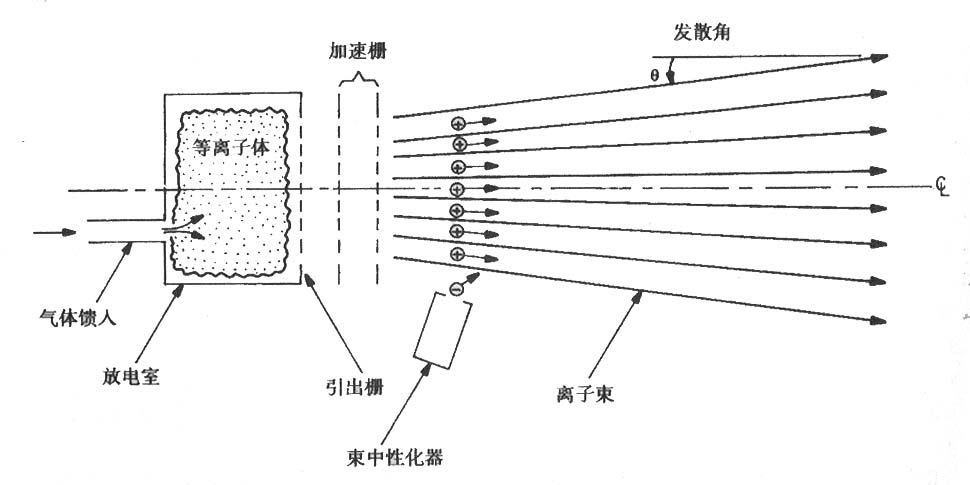 发散角
加速栅
θ
等离子体
℄
气体馈入
放电室
引出栅
离子束
束中性化器